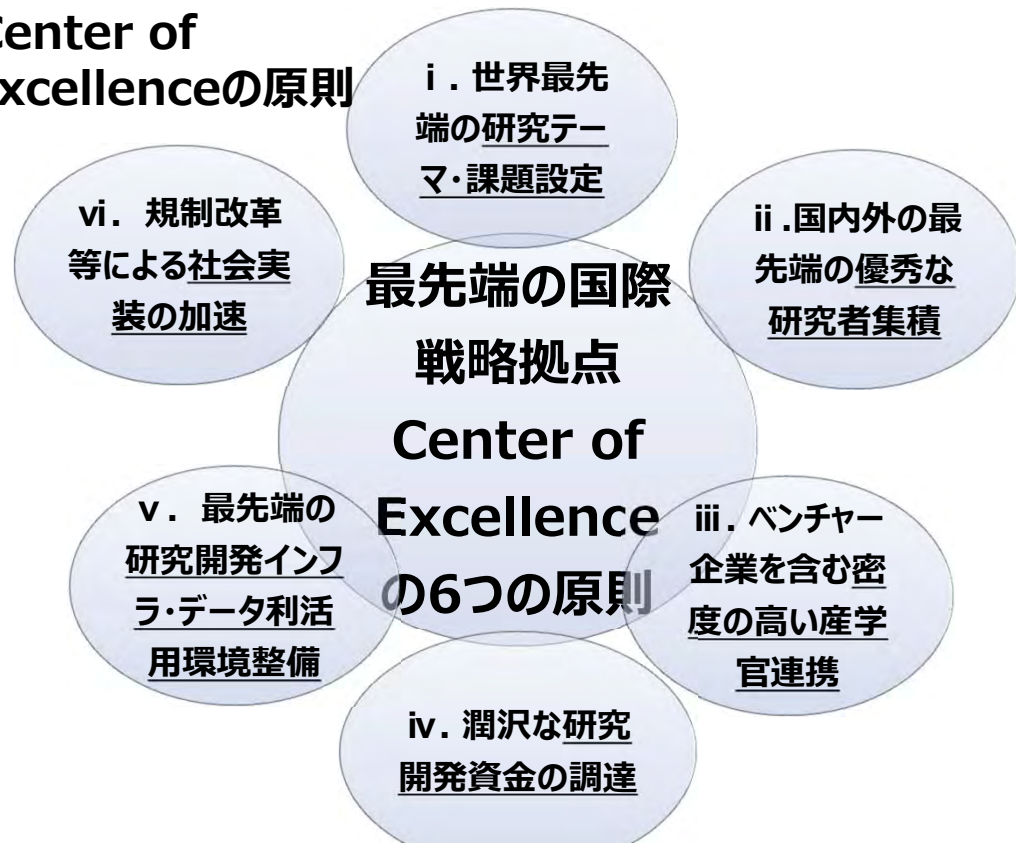 Center of
Excellenceの原則
ⅰ．世界最先
端の研究テー
マ・課題設定
ⅱ.国内外の最
先端の優秀な
研究者集積
ⅲ．ベンチャー
企業を含む密
度の高い産学
官連携
ⅳ．潤沢な研究
開発資金の調達
ⅴ．最先端の
研究開発インフ
ラ・データ利活
用環境整備
ⅵ．規制改革
等による社会実
装の加速
最先端の国際
戦略拠点
Center of
Excellence
の6つの原則